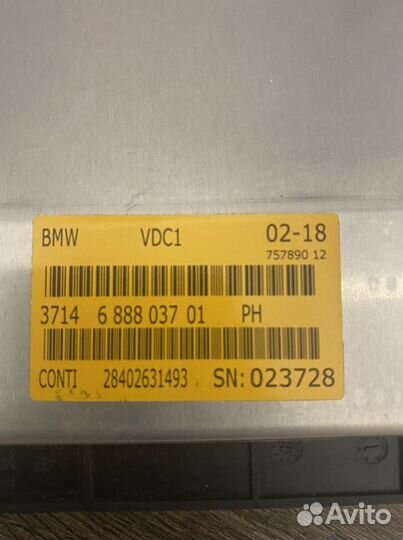 BMW VDC1 02-18
757890 12
3714 6 888 037 01 PH
CONTI 28402631493 SN: 023728
Avito